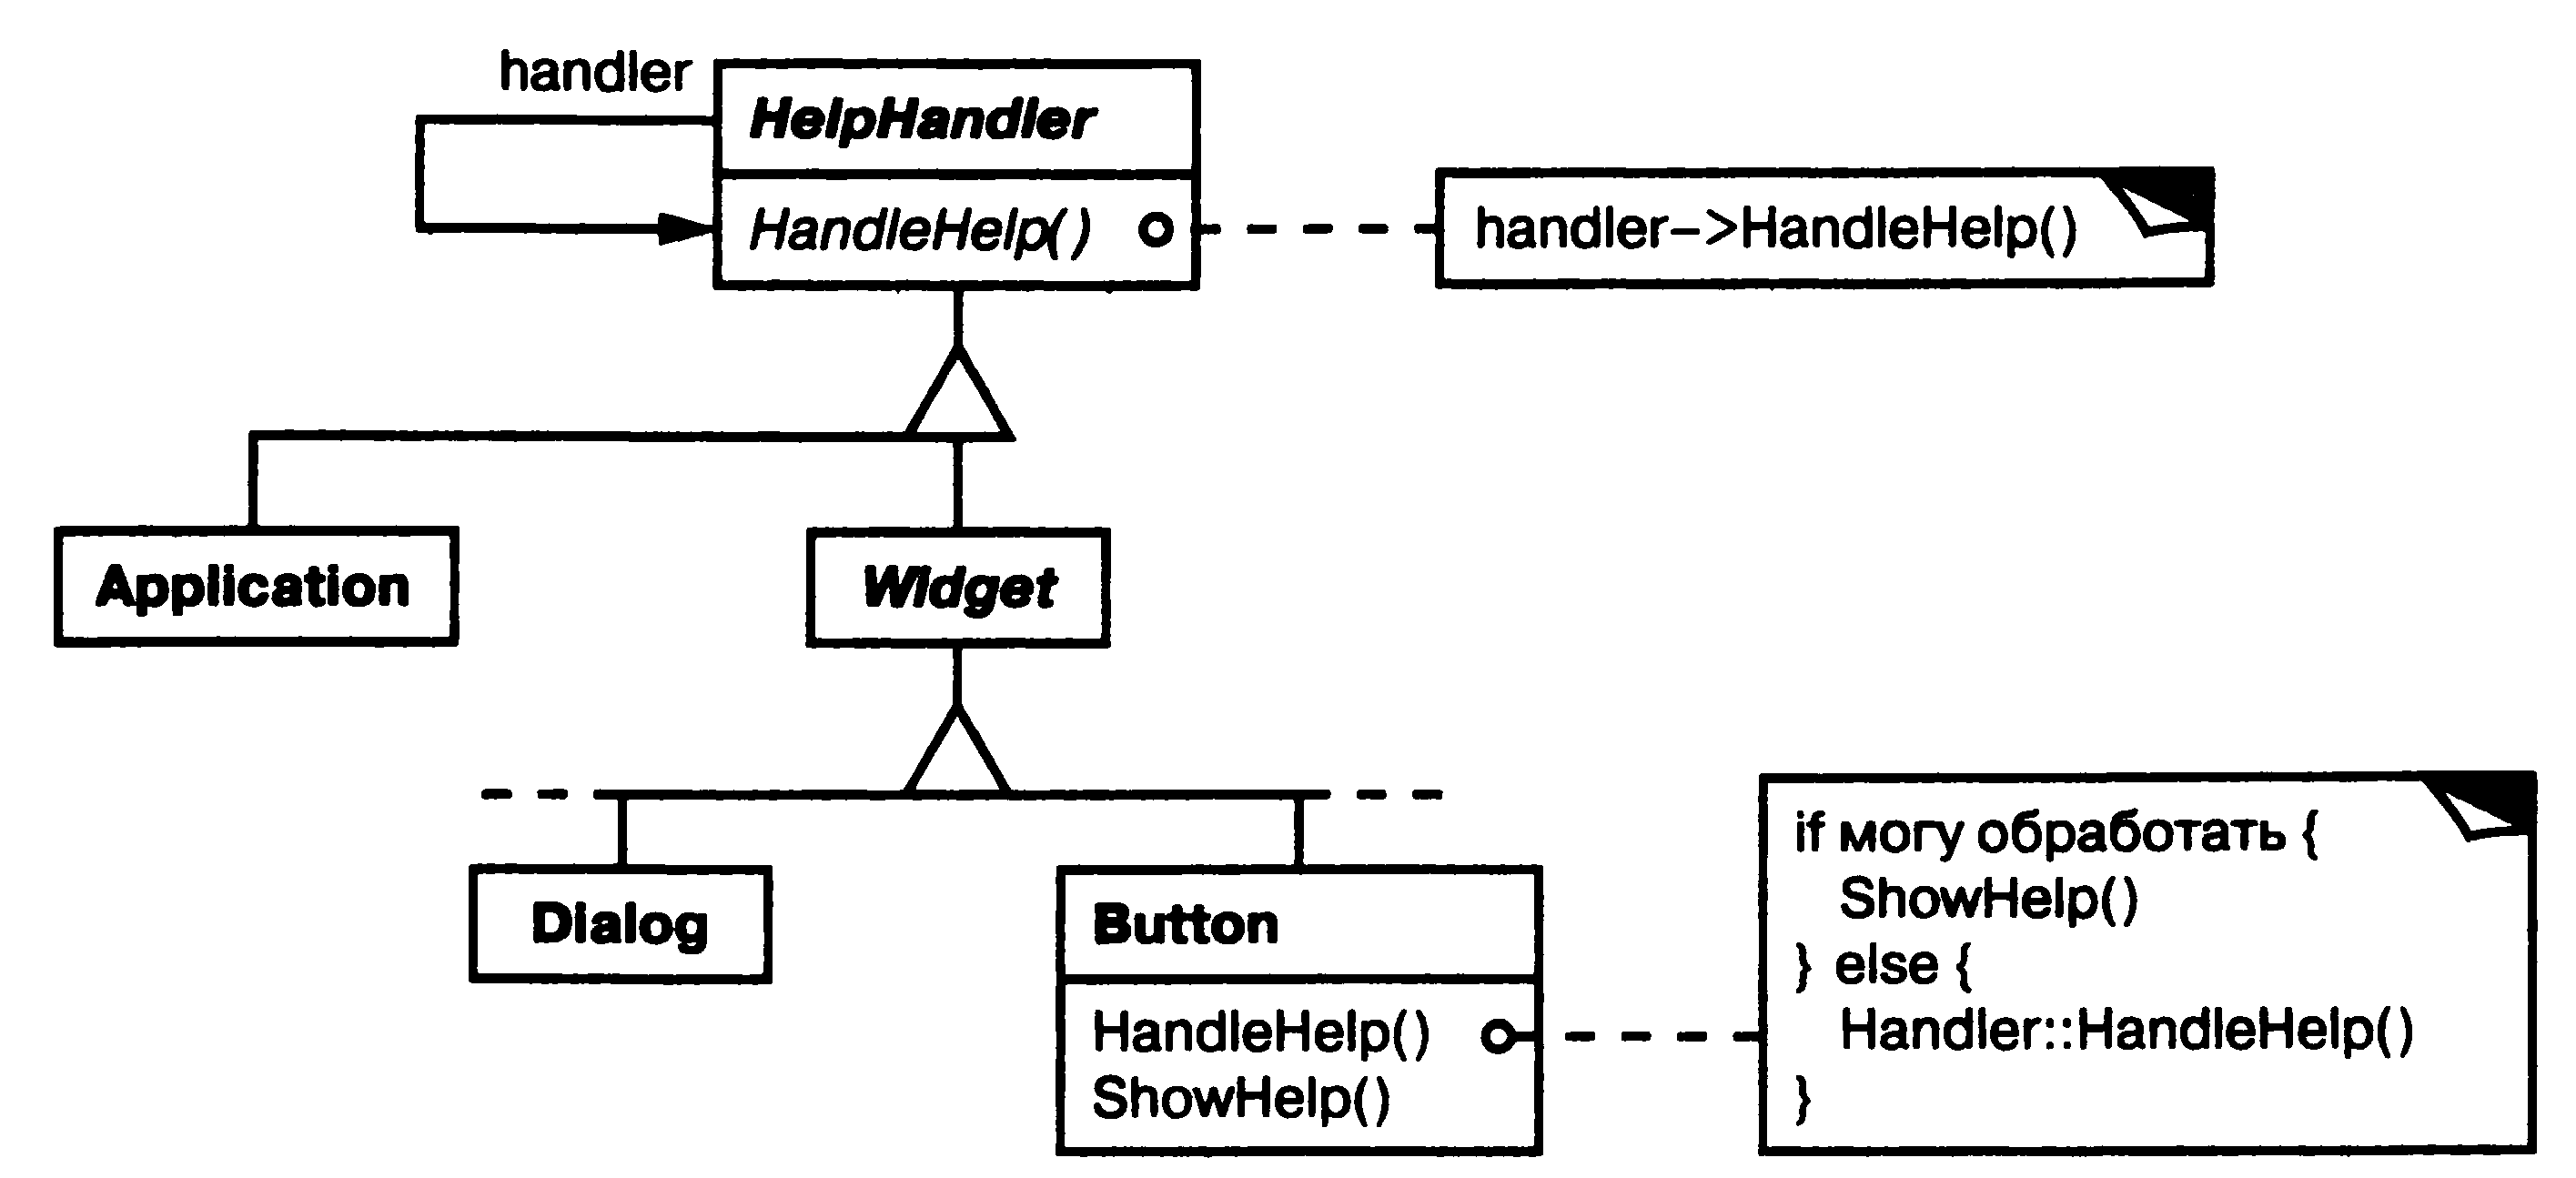 handler
HelpHandler
HandleHelp()
handler->HandleHelp()
Application
Widget
Dialog
Button
HandleHelp()
ShowHelp()
if могу обработать {
ShowHelp()
} else {
Handler::HandleHelp()
}